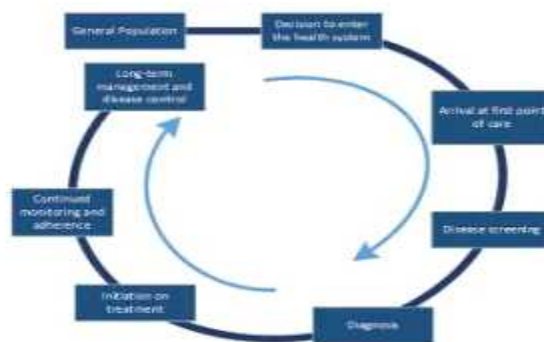 General Population
Decision to enter
the health system
Arrival at first point
of care
Disease screening
Diagnosis
Initiation on
treatment
Continued
monitoring and
adherence
Long-term
management and
disease control